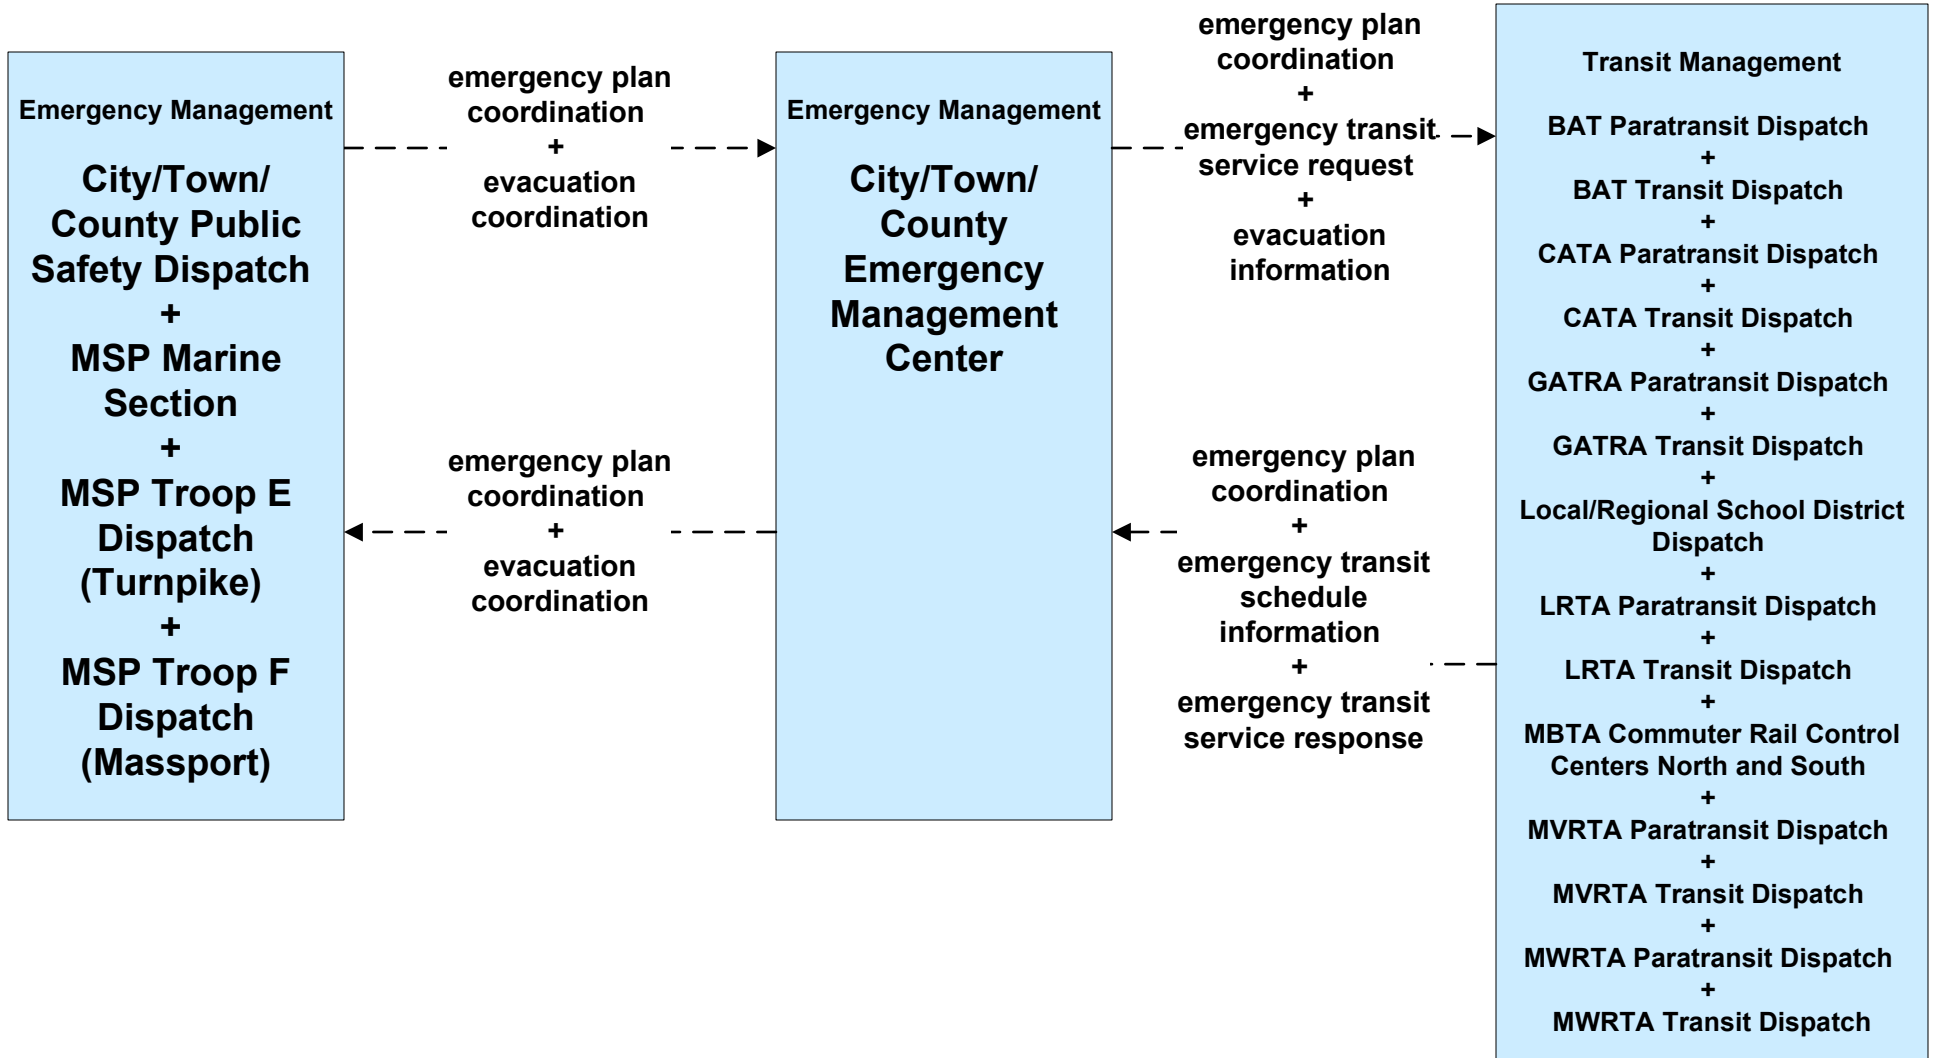 Emergency Management
City/Town/
County Public
Safety Dispatch
+
MSP Marine
Section
+
MSP Troop E
Dispatch
(Turnpike)
+
MSP Troop F
Dispatch
(Massport)
emergency plan
coordination
+
evacuation
coordination
emergency plan
coordination
+
evacuation
coordination
Emergency Management
City/Town/
County
Emergency
Management
Center
emergency plan
coordination
+
emergency transit
service request
+
evacuation
information
emergency plan
coordination
+
emergency transit
schedule
information
+
emergency transit
service response
Transit Management
BAT Paratransit Dispatch
+
BAT Transit Dispatch
+
CATA Paratransit Dispatch
+
CATA Transit Dispatch
+
GATRA Paratransit Dispatch
+
GATRA Transit Dispatch
+
Local/Regional School District
Dispatch
+
LRTA Paratransit Dispatch
+
LRTA Transit Dispatch
+
MBTA Commuter Rail Control
Centers North and South
+
MVRTA Paratransit Dispatch
+
MVRTA Transit Dispatch
+
MWRTA Paratransit Dispatch
+
MWRTA Transit Dispatch